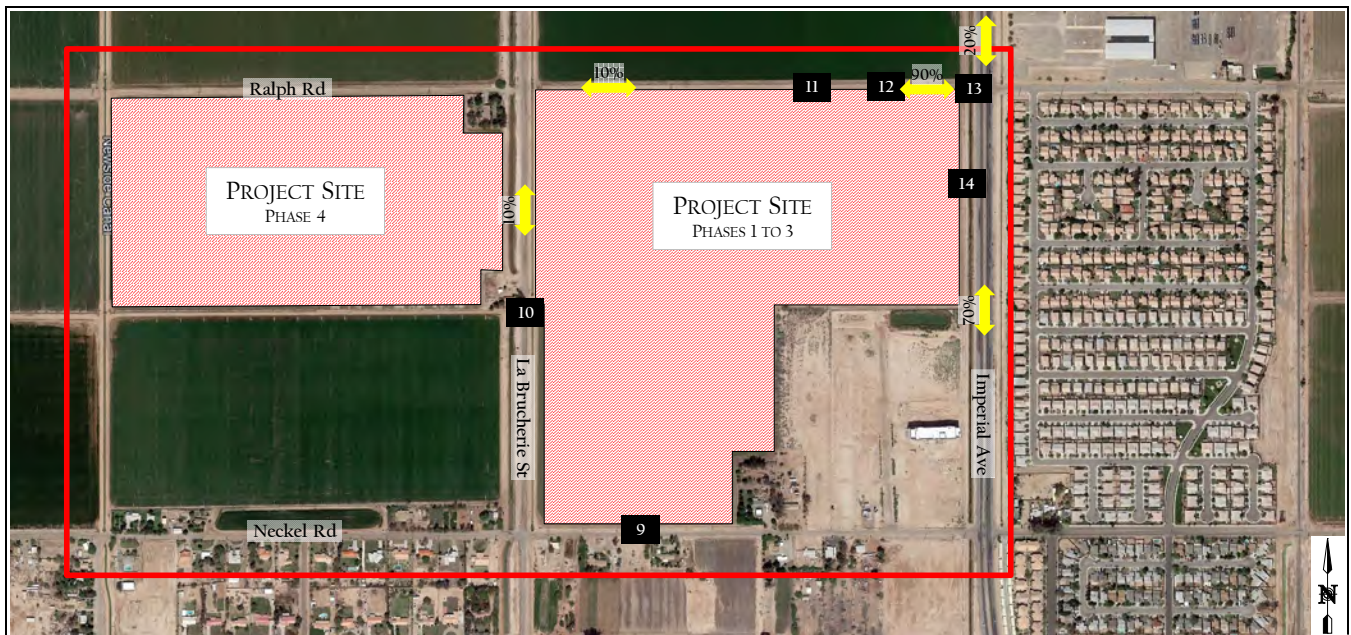 20%
10%
90%
11
12
13
Ralph Rd
Newside Canal
PROJECT SITE
PHASE 4
PROJECT SITE
PHASES 1 TO 3
14
10%
70%
10
La Brucherie St
Imperial Ave
9
Neckel Rd
N